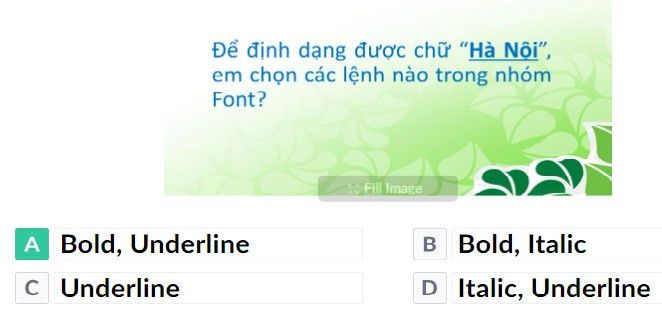 Để định dạng được chữ “Hà Nội”,
em chọn các lệnh nào trong nhóm
Font?
Fill Image
A Bold, Underline
B Bold, Italic
C Underline
D Italic, Underline